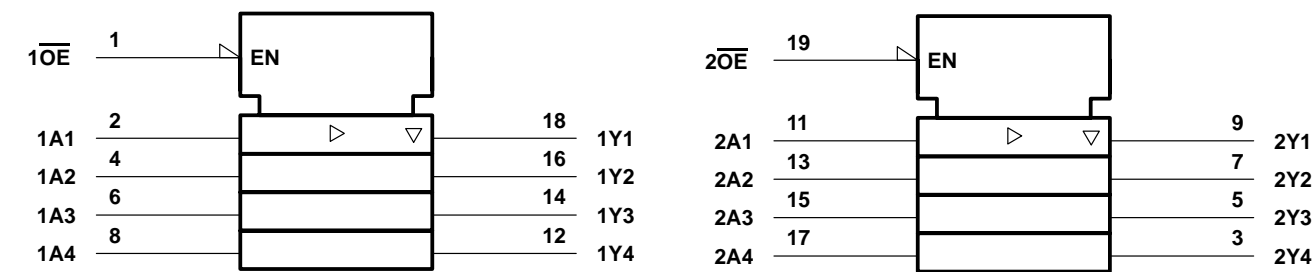 1OE 1 EN
1A1 2 18 1Y1
1A2 4 16 1Y2
1A3 6 14 1Y3
1A4 8 12 1Y4
2OE 19 EN
2A1 11 9 2Y1
2A2 13 7 2Y2
2A3 15 5 2Y3
2A4 17 3 2Y4